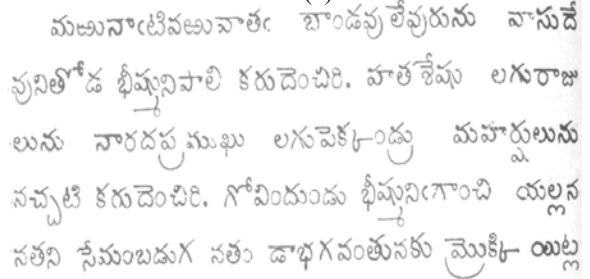 మఱునాఁటివఱువాతఁ బాండవు లేవురును వాసుదే
వునితోడ భీష్మునిపాలి కరుదెంచిరి. హతశేషు లగురాజు
లును నారదప్రముఖు లగుపెక్కండ్రు మహర్షులును
నచ్చటి కరుదెంచిరి. గోవిందుండు భీష్మునిఁగాంచి యల్లన
నతని సేమంబడుగ నతం డాభగవంతునకు మ్రొక్కి యిట్ల